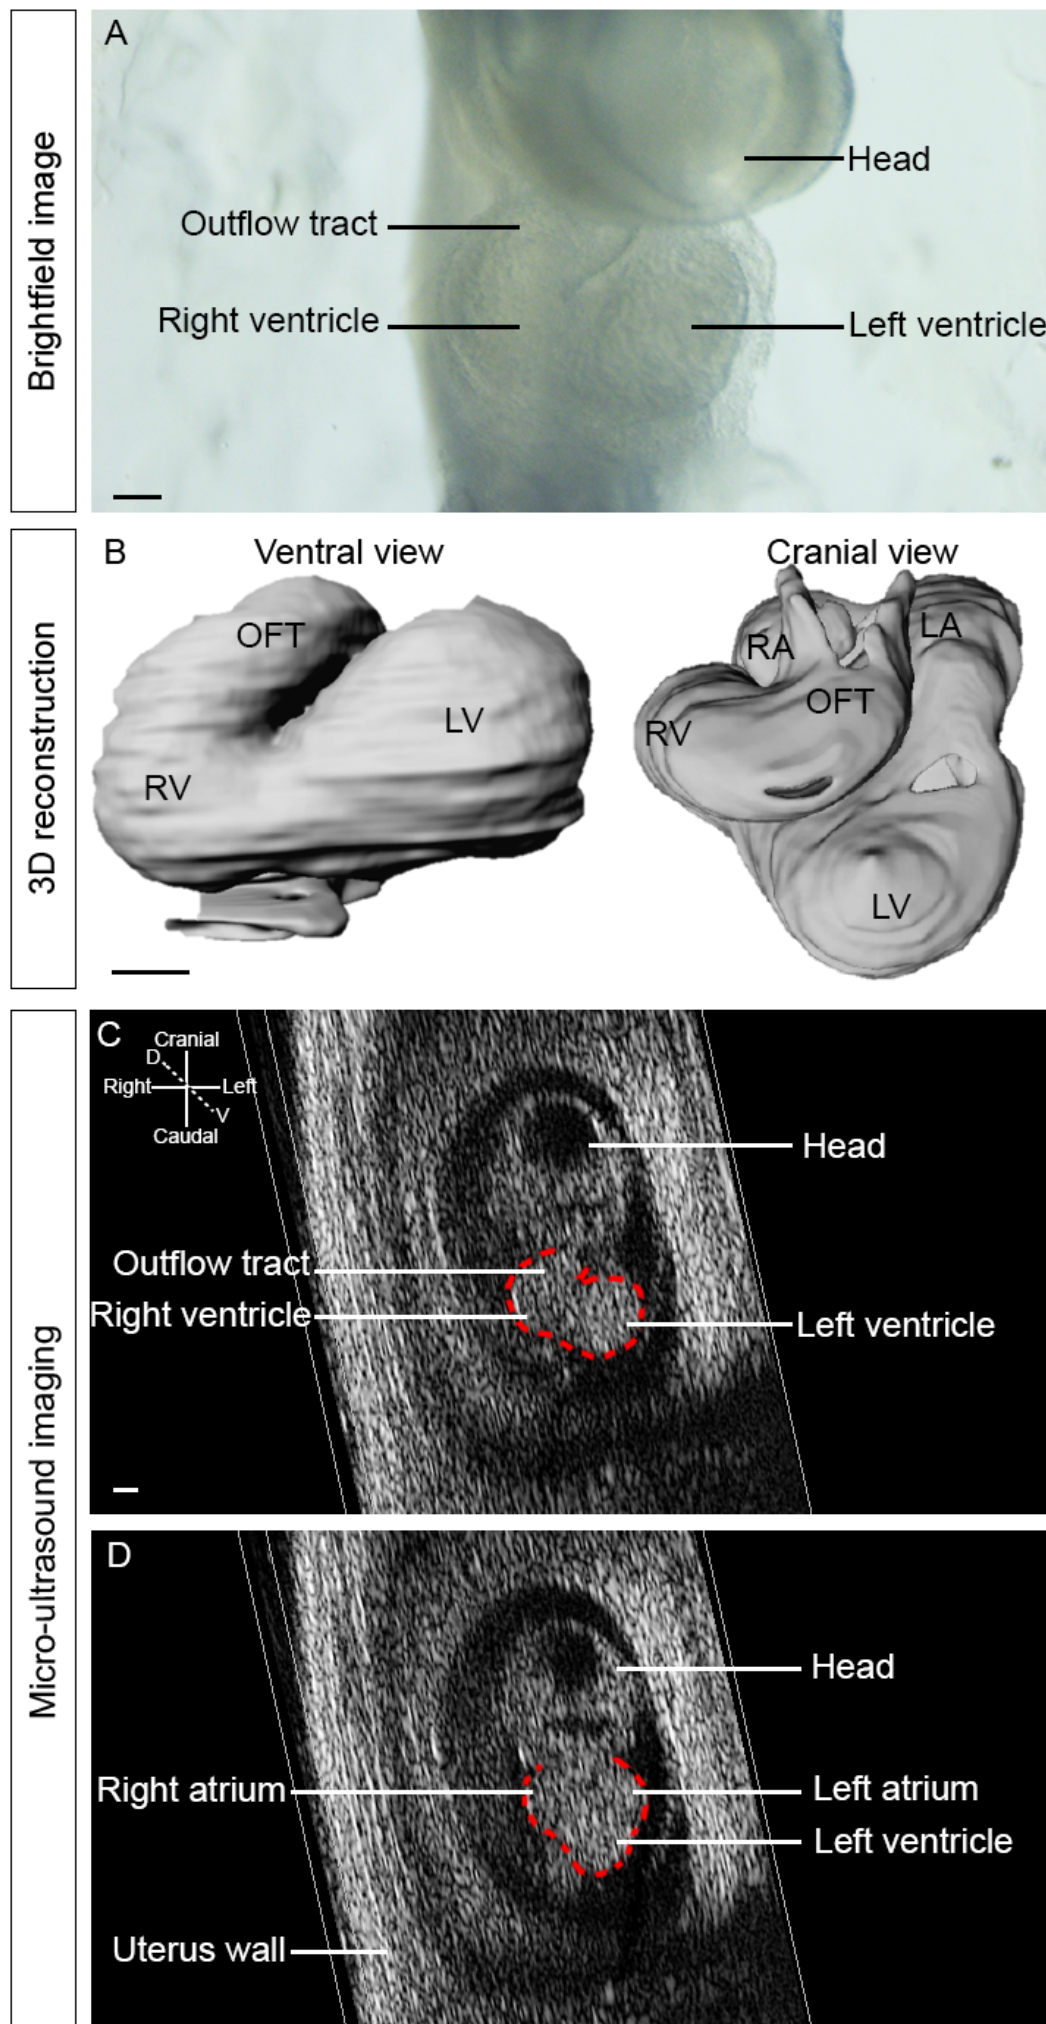 Brightfield image
A
Head
Outflow tract
Right ventricle
Left ventricle
3D reconstruction
B
Ventral view
Cranial view
OFT
LV
RV
RA
LA
OFT
RV
LV
Micro-ultrasound imaging
C
Cranial
D
Right
Left
V
Caudal
Head
Outflow tract
Right ventricle
Left ventricle
D
Head
Right atrium
Left atrium
Left ventricle
Uterus wall